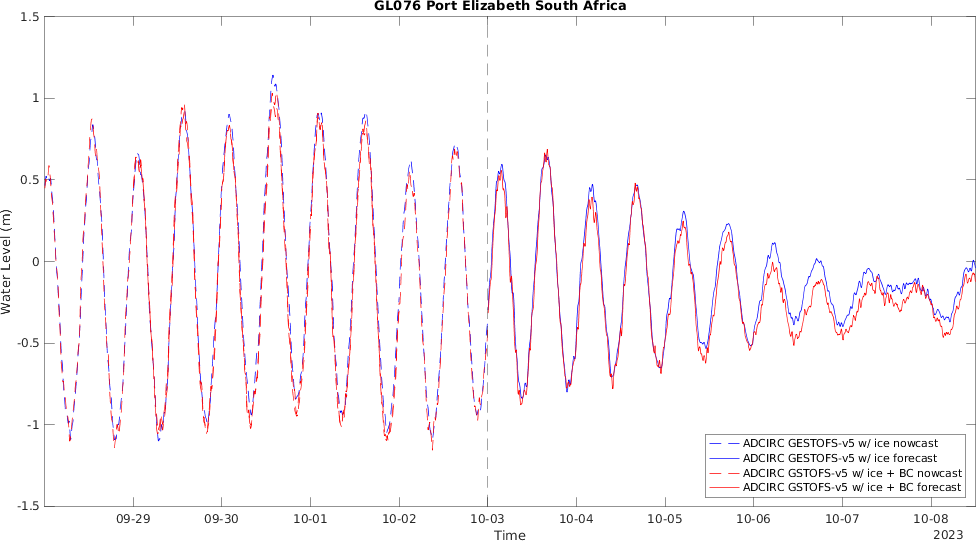 GL076 Port Elizabeth South Africa
1.5
1
0.5
0
-0.5
-1
-1.5
Water Level (m)
ADCIRC GESTOFS-v5 w/ ice nowcast
ADCIRC GESTOFS-v5 w/ ice forecast
ADCIRC GSTOFS-v5 w/ ice + BC nowcast
ADCIRC GSTOFS-v5 w/ ice + BC forecast
09-29 09-30 10-01 10-02 10-03 10-04 10-05 10-06 10-07 10-08
Time
2023